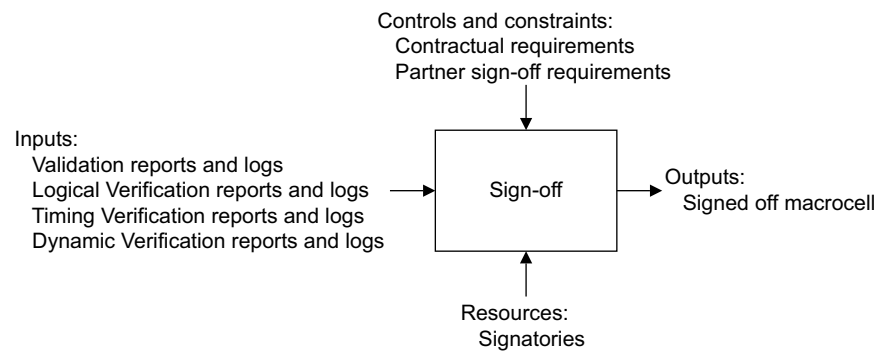 Controls and constraints:
Contractual requirements
Partner sign-off requirements
Inputs:
Validation reports and logs
Logical Verification reports and logs
Timing Verification reports and logs
Dynamic Verification reports and logs
Sign-off
Outputs:
Signed off macrocell
Resources:
Signatories